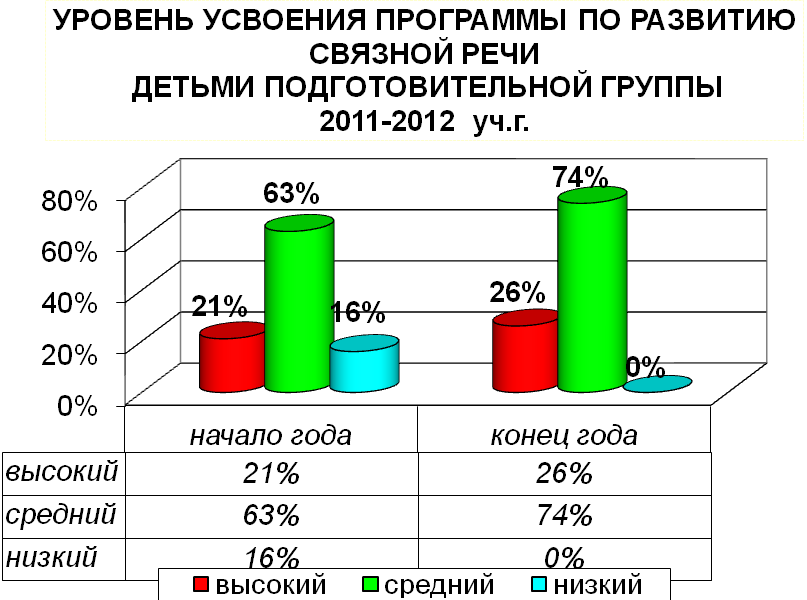 УРОВЕНЬ УСВОЕНИЯ ПРОГРАММЫ ПО РАЗВИТИЮ
СВЯЗНОЙ РЕЧИ
ДЕТЬМИ ПОДГОТОВИТЕЛЬНОЙ ГРУППЫ
2011-2012 уч.г.
80%
60%
40%
20%
0%
21%
63%
16%
26%
74%
0%
начало года конец года
высокий 21% 26%
средний 63% 74%
низкий 16% 0%
высокий средний низкий